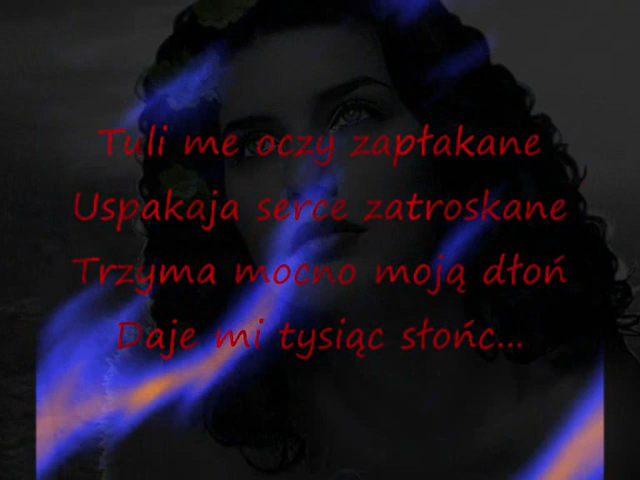 Tuli me oczy zapłakane
Uspakaja serce zatroskane
Trzyma mocno moją dłoń
Daje mi tysiąc słońc...